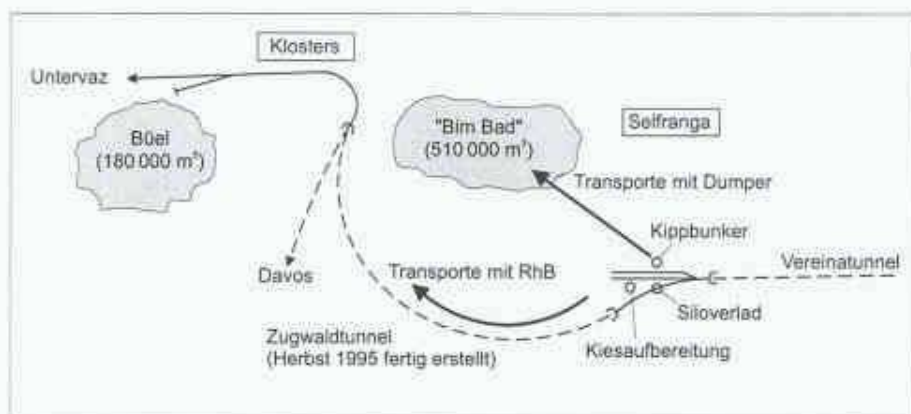 Klosters
Untervaz
Büel
(180 000 m³)
"Bim Bad"
(510 000 m³)
Selfranga
Transporte mit Dumper
Kippbunker
Davos
Transporte mit RhB
Vereinatunnel
Siloverlad
Zugwaldtunnel
(Herbst 1995 fertig erstellt)
Kiesaufbereitung